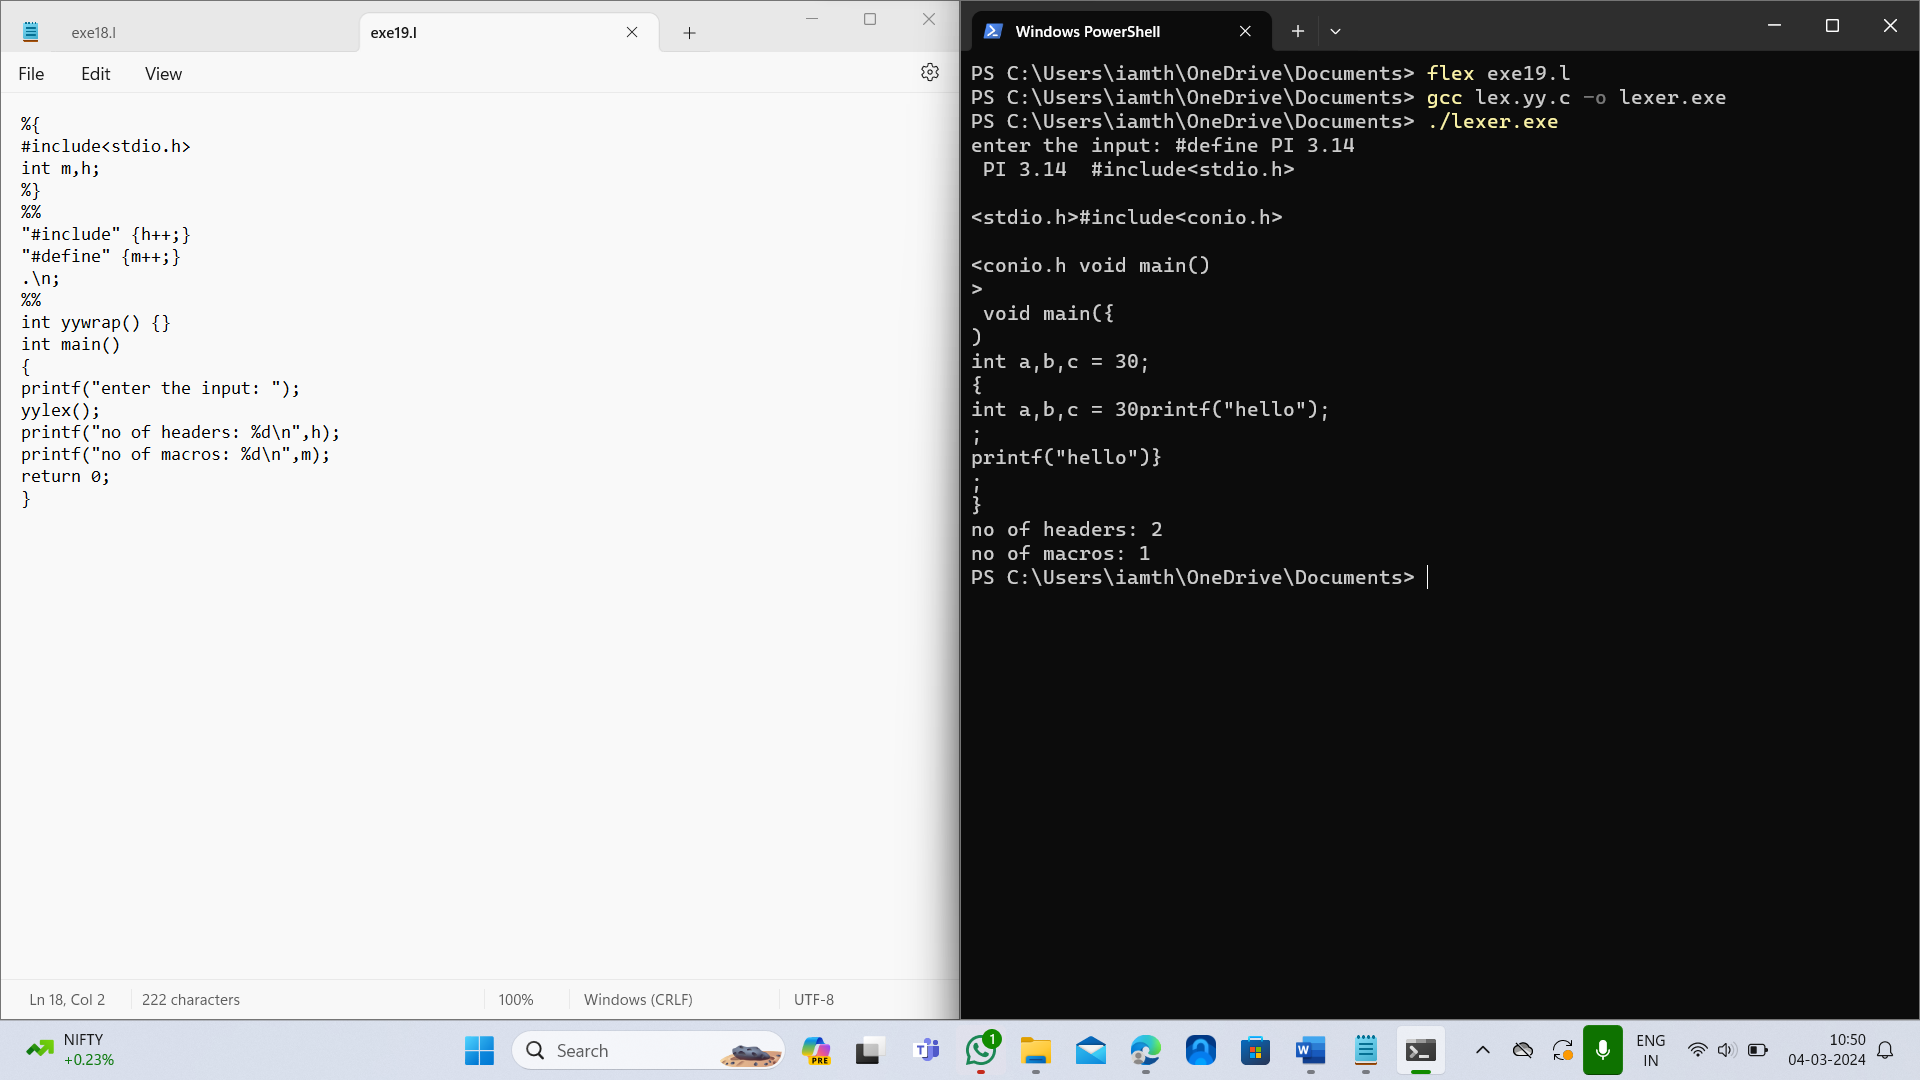 exe18.l
exe19.l
File Edit View
%{
#include<stdio.h>
int m,h;
%}
%%
"#include" {h++;}
"#define" {m++;}
.\n;
%%
int yywrap() {}
int main()
{
printf("enter the input: ");
yylex();
printf("no of headers: %d\n",h);
printf("no of macros: %d\n",m);
return 0;
}
Ln 18, Col 2 222 characters 100% Windows (CRLF) UTF-8
Windows PowerShell
PS C:\Users\iamth\OneDrive\Documents> flex exe19.l
PS C:\Users\iamth\OneDrive\Documents> gcc lex.yy.c -o lexer.exe
PS C:\Users\iamth\OneDrive\Documents> ./lexer.exe
enter the input: #define PI 3.14
 PI 3.14  #include<stdio.h>
<stdio.h>#include<conio.h>
<conio.h void main()
>
 void main({
)
int a,b,c = 30;
{
int a,b,c = 30printf("hello");
;
printf("hello")}
;
}
no of headers: 2
no of macros: 1
PS C:\Users\iamth\OneDrive\Documents>
NIFTY
+0.23%
Search
PRE
1
ENG
IN
10:50
04-03-2024